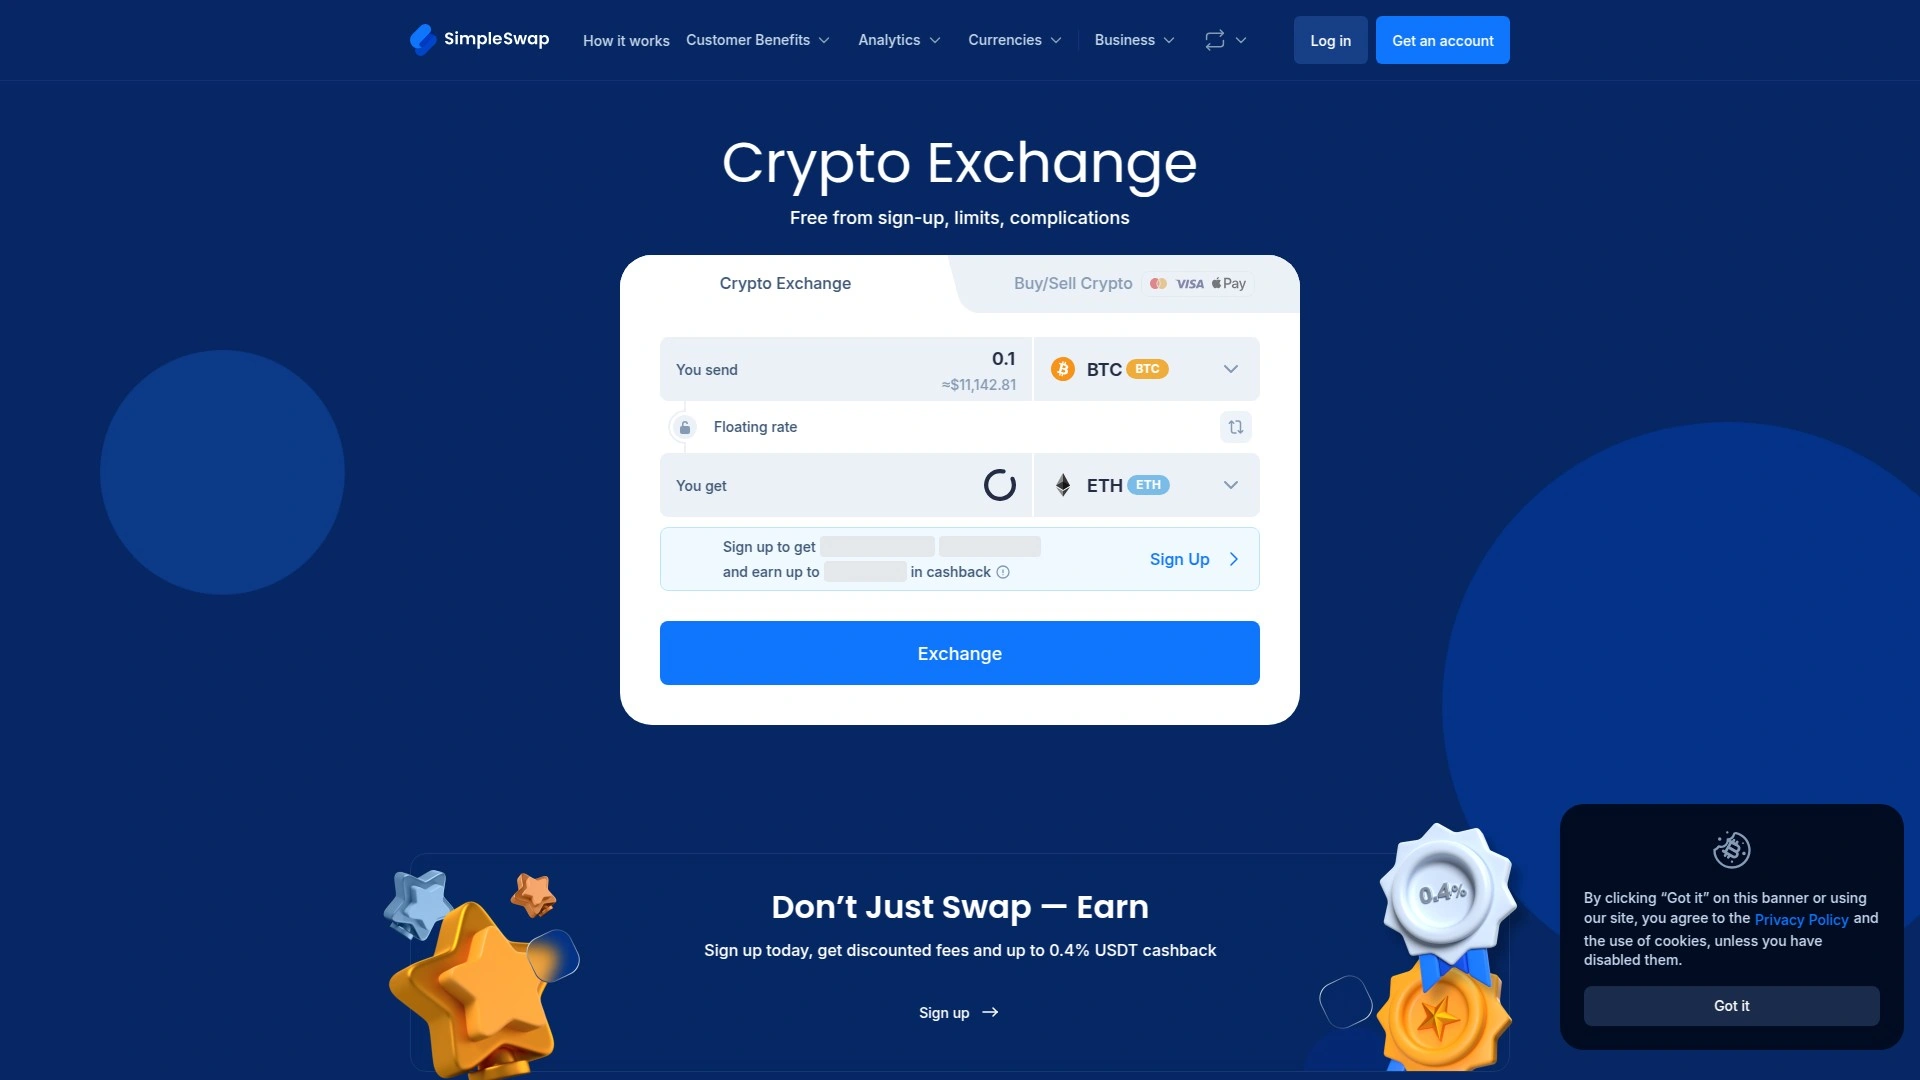 SimpleSwap
How it works
Customer Benefits
Analytics
Currencies
Business
Log in
Get an account
Crypto Exchange
Free from sign-up, limits, complications
Crypto Exchange
Buy/Sell Crypto
VISA
Pay
You send
0.1
≈$11,142.81
BTC BTC
Floating rate
You get
ETH ETH
Sign up to get
and earn up to in cashback
Sign Up
Exchange
Don’t Just Swap — Earn
Sign up today, get discounted fees and up to 0.4% USDT cashback
Sign up
0.4%
By clicking “Got it” on this banner or using
our site, you agree to the Privacy Policy and
the use of cookies, unless you have
disabled them.
Got it